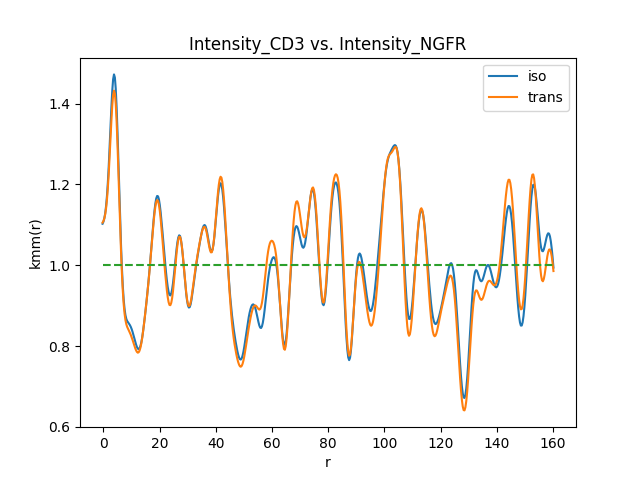 Intensity_CD3 vs. Intensity_NGFR
iso
trans
kmm(r)
1.4
1.2
1.0
0.8
0.6
0 20 40 60 80 100 120 140 160
r